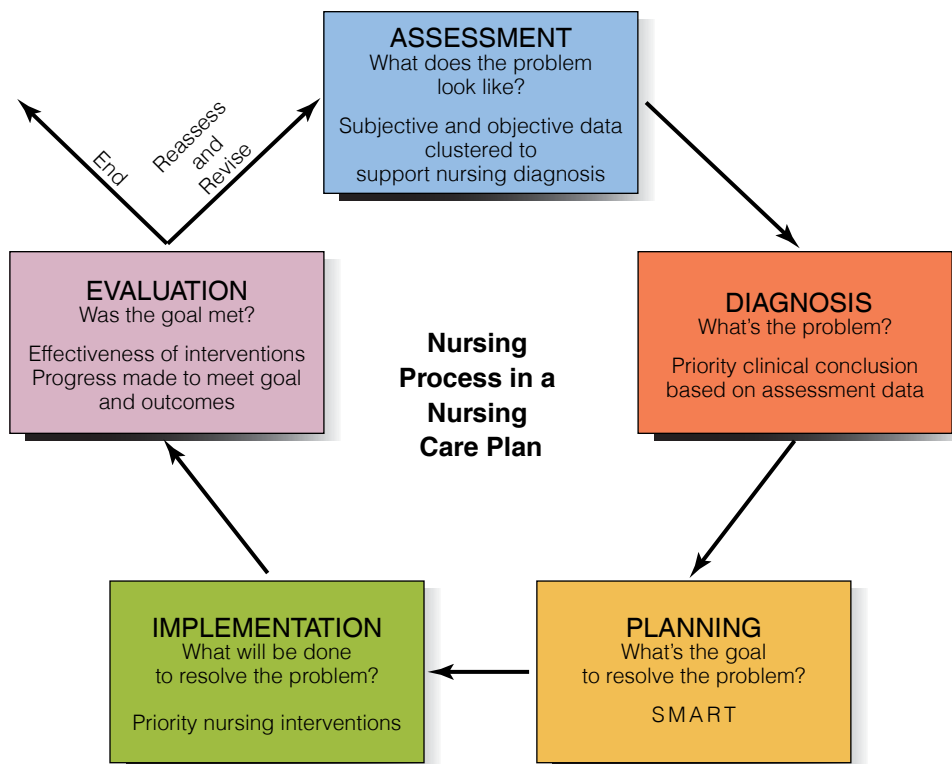 ASSESSMENT
What does the problem
look like?
Subjective and objective data
clustered to
support nursing diagnosis
End
Reassess
and
Revise
EVALUATION
Was the goal met?
Effectiveness of interventions
Progress made to meet goal
and outcomes
Nursing
Process in a
Nursing
Care Plan
DIAGNOSIS
What's the problem?
Priority clinical conclusion
based on assessment data
IMPLEMENTATION
What will be done
to resolve the problem?
Priority nursing interventions
PLANNING
What's the goal
to resolve the problem?
SMART